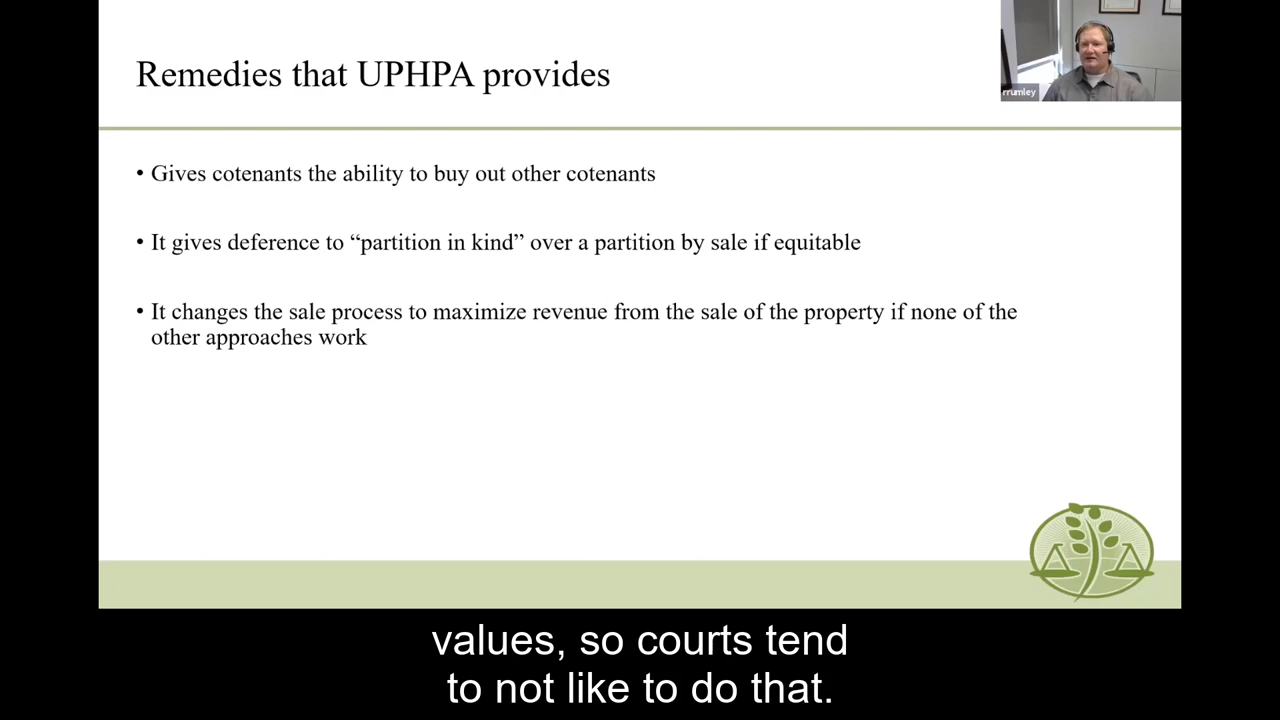 Remedies that UPHPA provides
rrumley
• Gives cotenants the ability to buy out other cotenants
• It gives deference to “partition in kind” over a partition by sale if equitable
• It changes the sale process to maximize revenue from the sale of the property if none of the
other approaches work
values, so courts tend
to not like to do that.